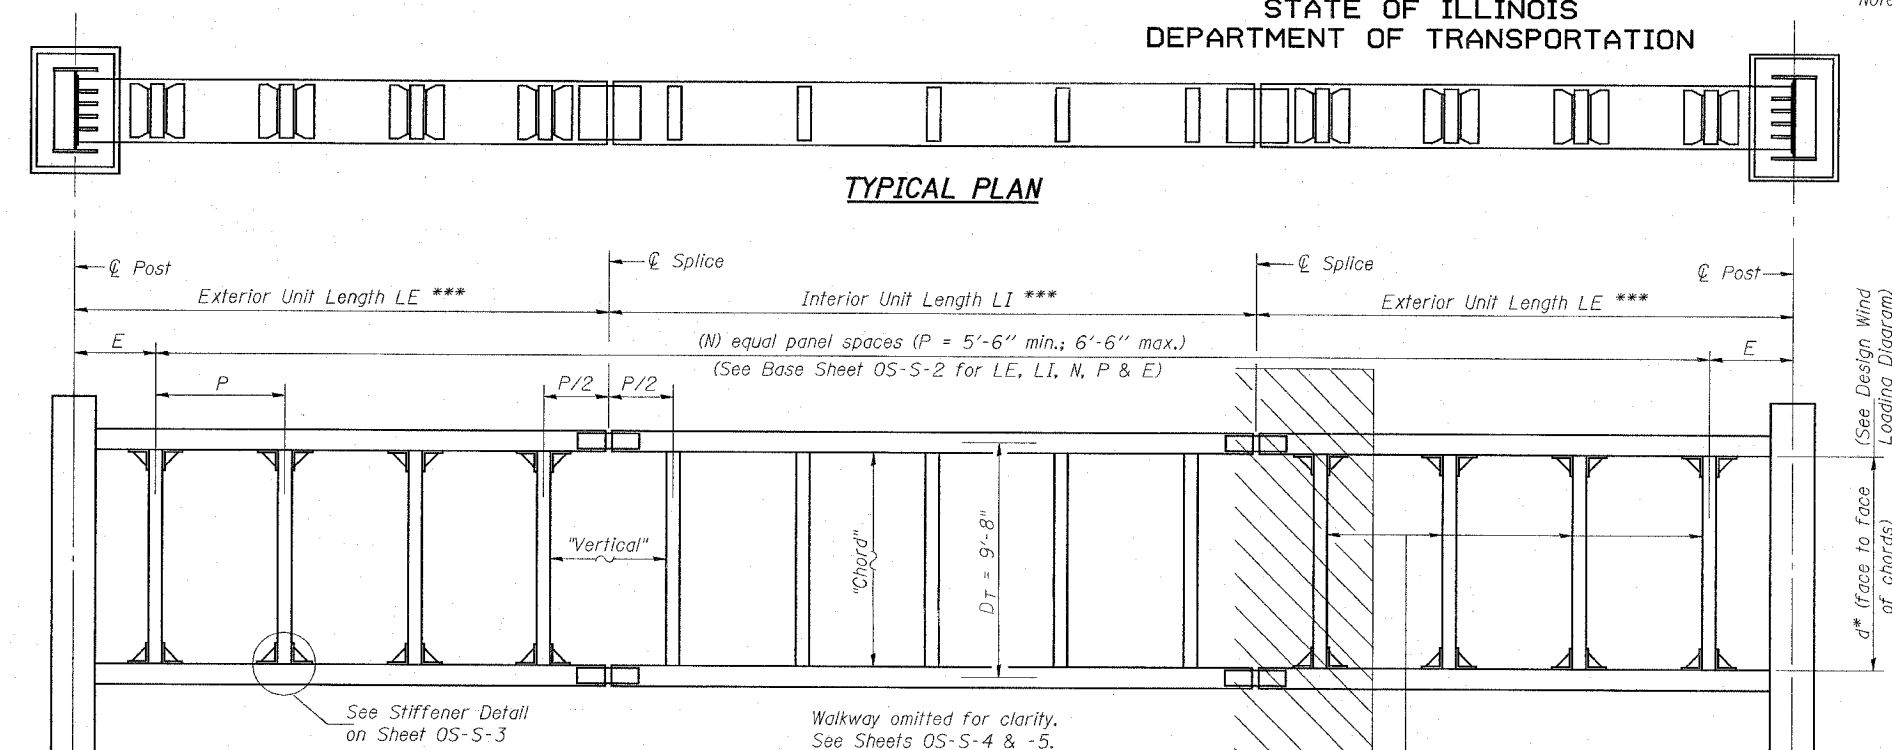 STATE OF ILLINOIS
DEPARTMENT OF TRANSPORTATION
TYPICAL PLAN
℄ Post
℄ Splice
℄ Splice
℄ Post
Exterior Unit Length LE ***
Interior Unit Length LI ***
Exterior Unit Length LE ***
E
(N) equal panel spaces (P = 5'-6" min.; 6'-6" max.)
E
(See Base Sheet OS-S-2 for LE, LI, N, P & E)
P
P/2
P/2
"Vertical"
"Chord"
DT = 9'-8"
d* (face to face
of chords)
(See Design Wind
Loading Diagram)
See Stiffener Detail
on Sheet OS-S-3
Walkway omitted for clarity.
See Sheets OS-S-4 & -5.